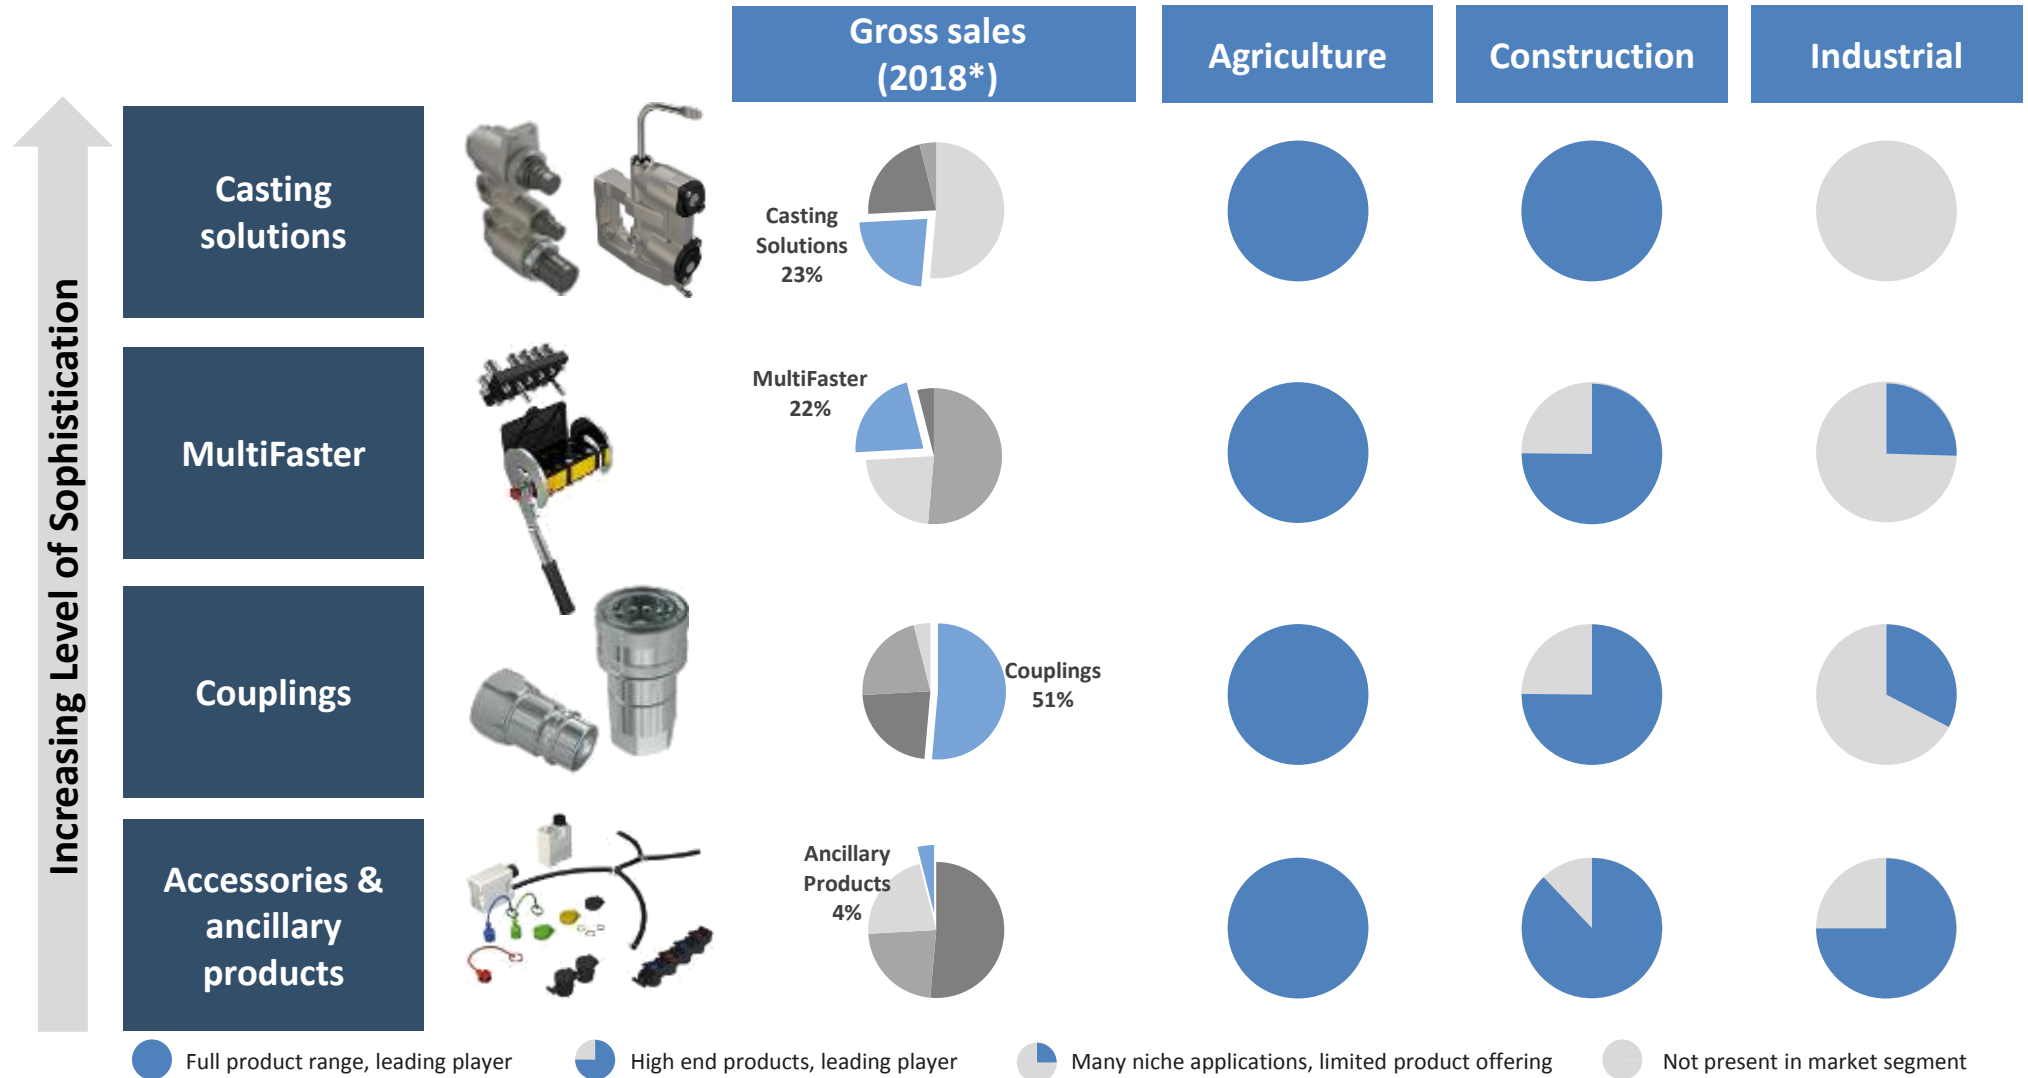 Gross sales
(2018*)
Agriculture
Construction
Industrial
Increasing Level of Sophistication
Casting
solutions
Casting
Solutions
23%
MultiFaster
MultiFaster
22%
Couplings
Couplings
51%
Accessories &
ancillary
products
Ancillary
Products
4%
Full product range, leading player
High end products, leading player
Many niche applications, limited product offering
Not present in market segment